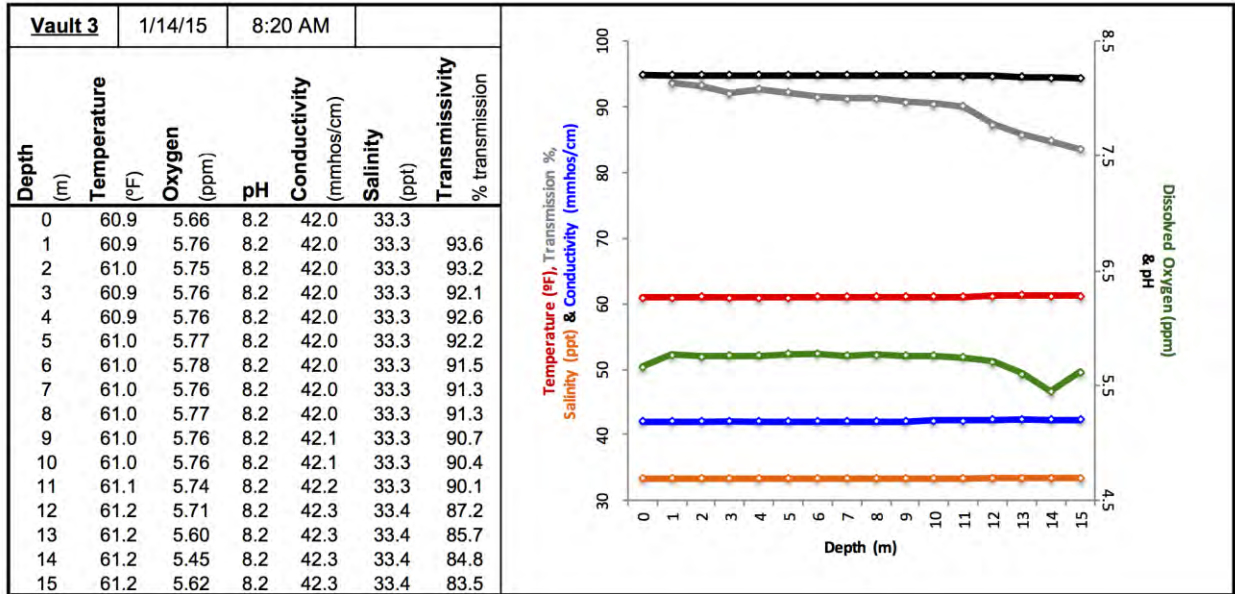 Vault 3 1/14/15 8:20 AM
Depth (m) Temperature (ºF) Oxygen (ppm) pH Conductivity (mmhos/cm) Salinity (ppt) Transmissivity % transmission
0 60.9 5.66 8.2 42.0 33.3
1 60.9 5.76 8.2 42.0 33.3 93.6
2 61.0 5.75 8.2 42.0 33.3 93.2
3 60.9 5.76 8.2 42.0 33.3 92.1
4 60.9 5.76 8.2 42.0 33.3 92.6
5 61.0 5.77 8.2 42.0 33.3 92.2
6 61.0 5.78 8.2 42.0 33.3 91.5
7 61.0 5.76 8.2 42.0 33.3 91.3
8 61.0 5.77 8.2 42.0 33.3 91.3
9 61.0 5.76 8.2 42.1 33.3 90.7
10 61.0 5.76 8.2 42.1 33.3 90.4
11 61.1 5.74 8.2 42.2 33.3 90.1
12 61.2 5.71 8.2 42.3 33.4 87.2
13 61.2 5.60 8.2 42.3 33.4 85.7
14 61.2 5.45 8.2 42.3 33.4 84.8
15 61.2 5.62 8.2 42.3 33.4 83.5
Temperature (ºF), Transmission %,
Salinity (ppt) & Conductivity (mmhos/cm)
100
90
80
70
60
50
40
30
0 1 2 3 4 5 6 7 8 9 10 11 12 13 14 15
Depth (m)
8.5
7.5
6.5
5.5
4.5
Dissolved Oxygen (ppm)
& pH